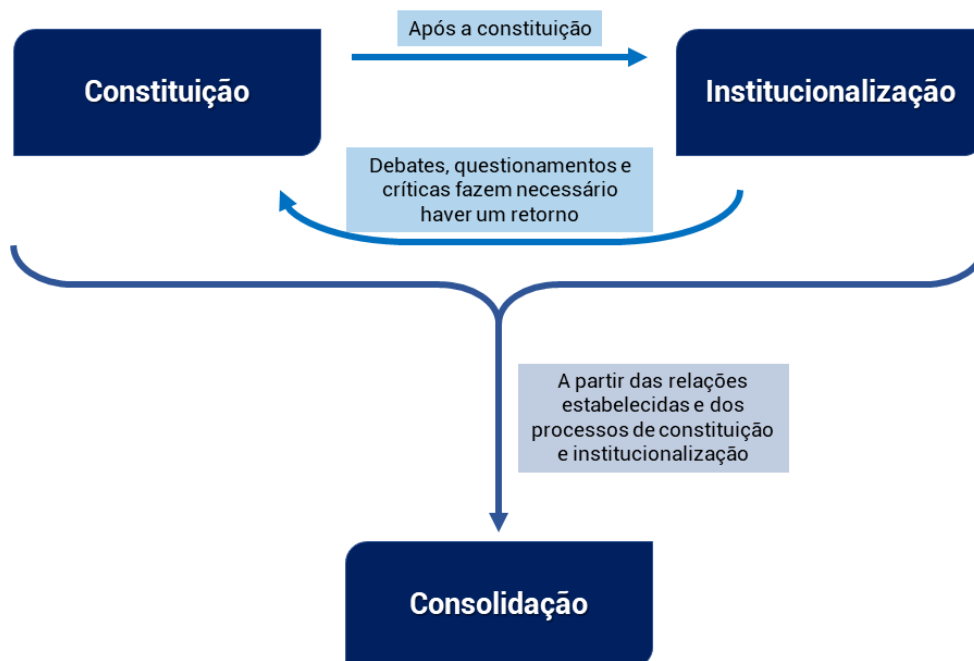 Após a constituição
Constituição
Institucionalização
Debates, questionamentos e
críticas fazem necessário
haver um retorno
A partir das relações
estabelecidas e dos
processos de constituição
e institucionalização
Consolidação